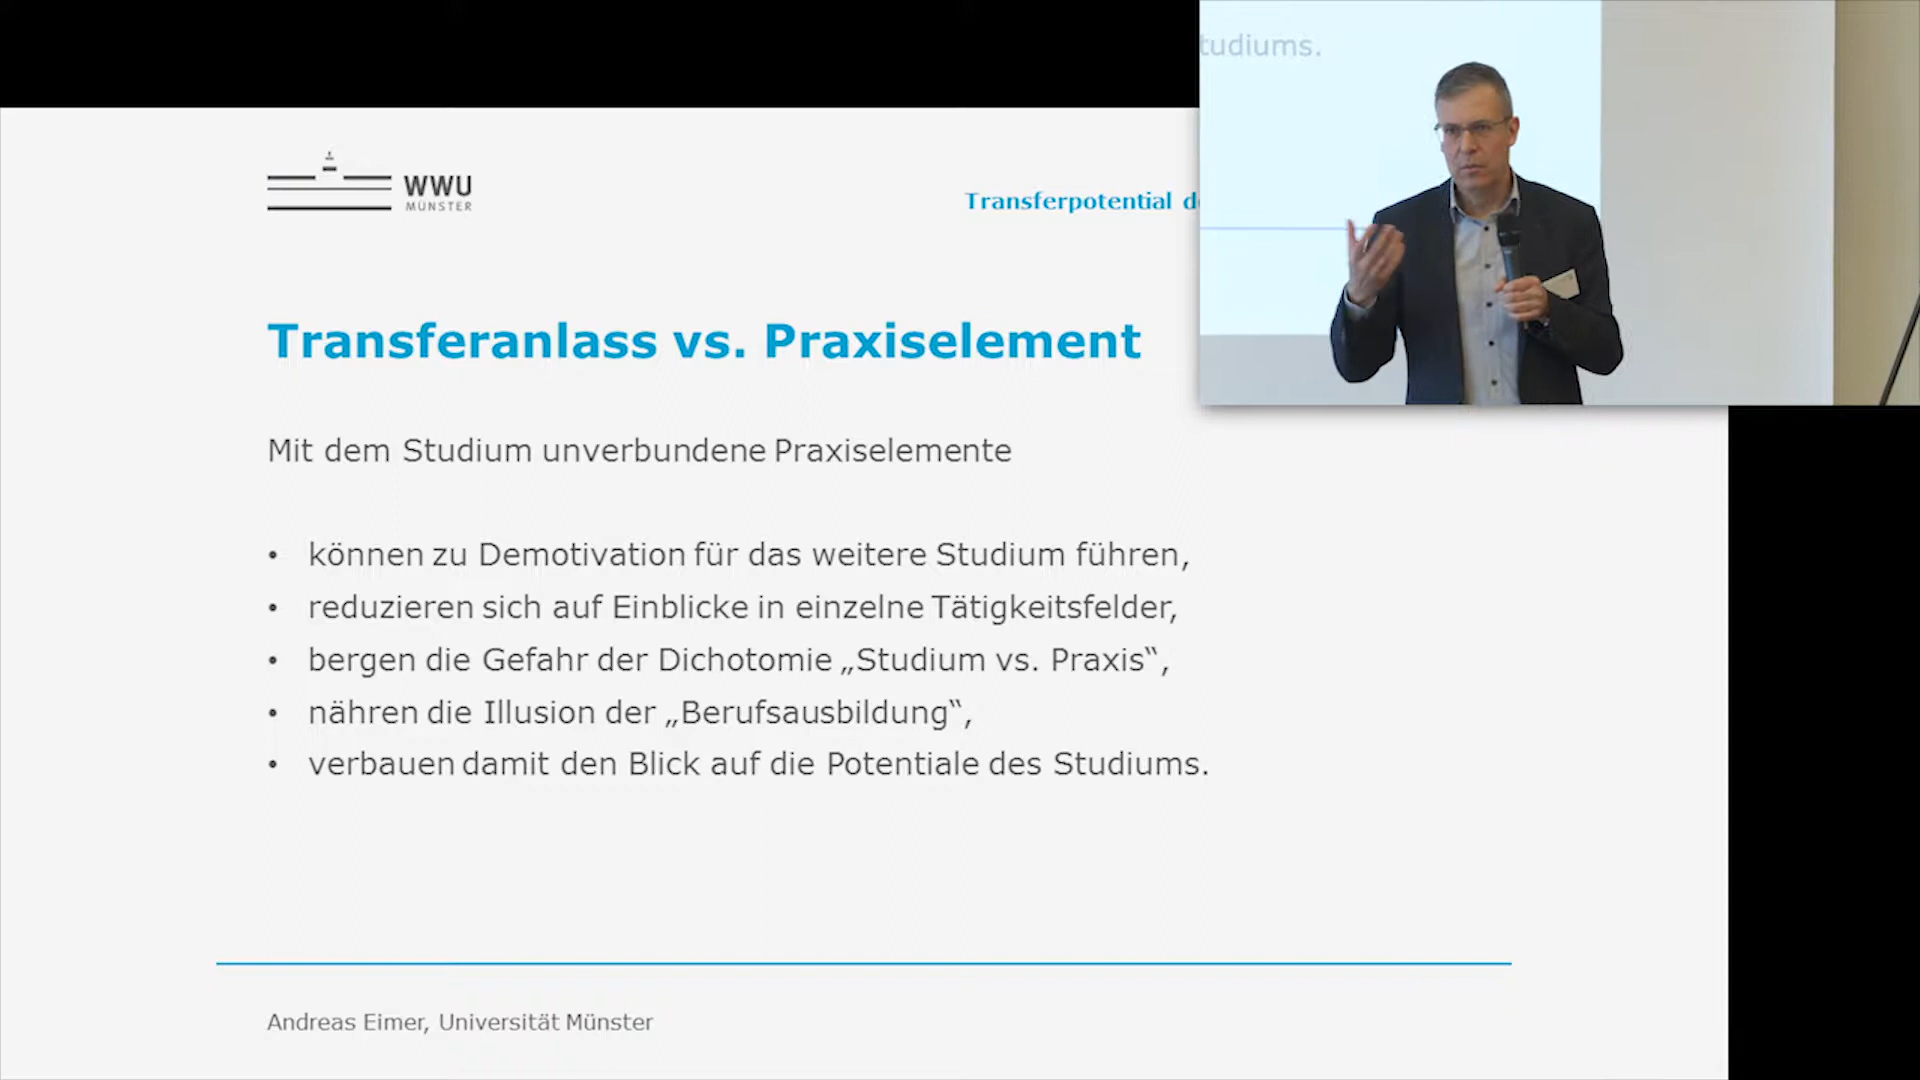 tudiums.
WWU
MÜNSTER
Transferpotential d
Transferanlass vs. Praxiselement
Mit dem Studium unverbundene Praxiselemente
• können zu Demotivation für das weitere Studium führen,
• reduzieren sich auf Einblicke in einzelne Tätigkeitsfelder,
• bergen die Gefahr der Dichotomie „Studium vs. Praxis“,
• nähren die Illusion der „Berufsausbildung“,
• verbauen damit den Blick auf die Potentiale des Studiums.
Andreas Eimer, Universität Münster